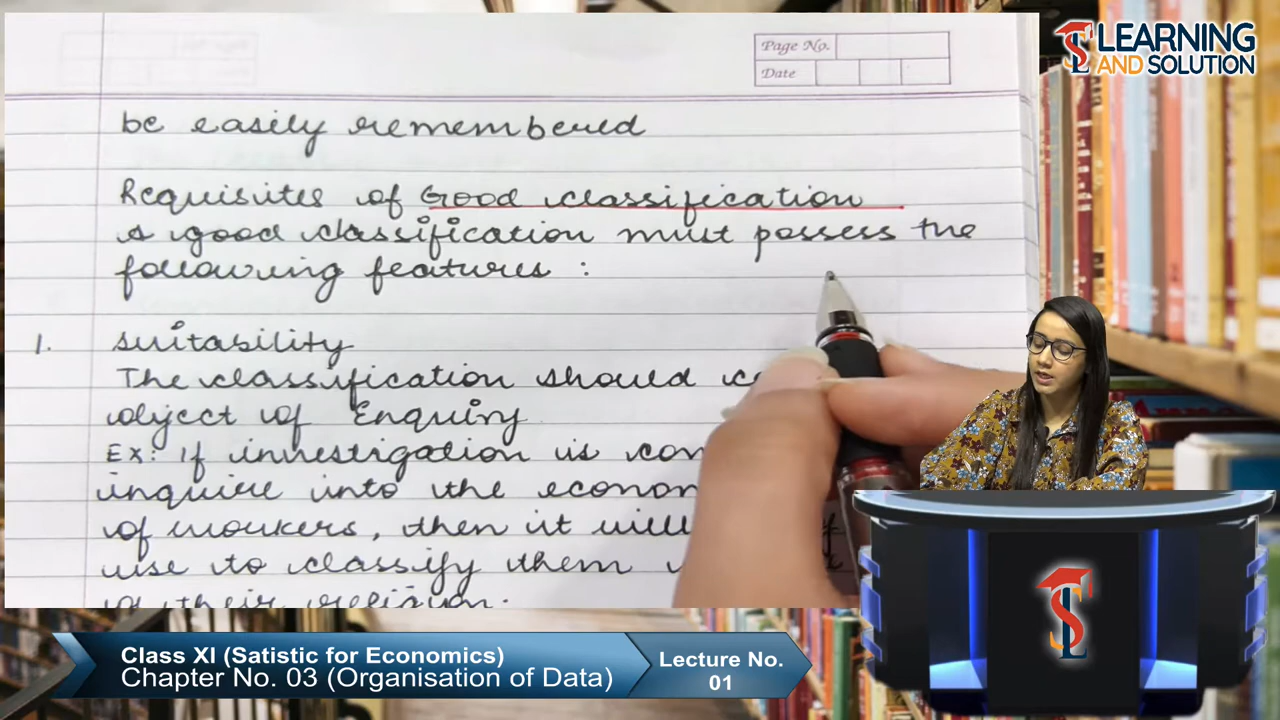 Page No.
Date
LEARNING
AND SOLUTION
be easily remembered
Requisites of Good classification
A good classification must possess the
following features :
1. Suitability
The classification should
object of Enquiry
Ex: If investigation is
inquire into the
of workers, then it will
use to classify them
of their religion.
Class XI (Satistic for Economics)
Chapter No. 03 (Organisation of Data)
Lecture No.
01